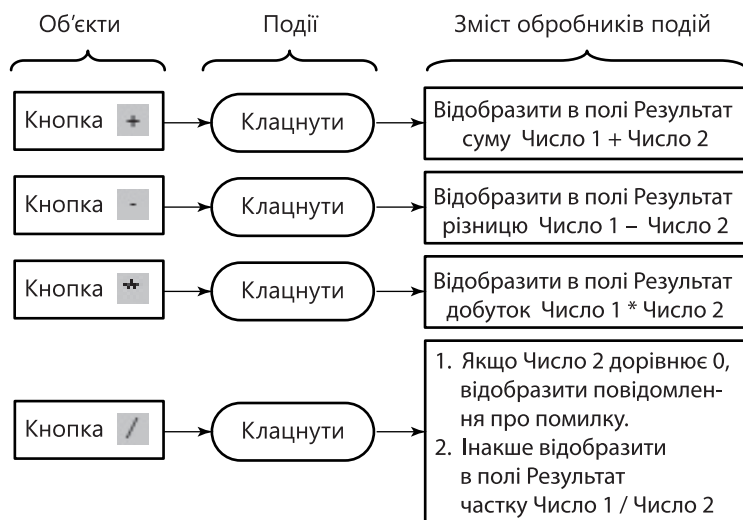 Об’єкти Події Зміст обробників подій
Кнопка + Клацнути Відобразити в полі Результат
суму Число 1 + Число 2
Кнопка - Клацнути Відобразити в полі Результат
різницю Число 1 – Число 2
Кнопка * Клацнути Відобразити в полі Результат
добуток Число 1 * Число 2
Кнопка / Клацнути 1. Якщо Число 2 дорівнює 0,
відобразити повідомлен-
ня про помилку.
2. Інакше відобразити
в полі Результат
частку Число 1 / Число 2